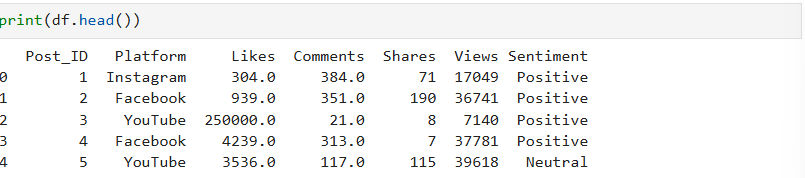 print(df.head())
Post_ID Platform Likes Comments Shares Views Sentiment
0 1 Instagram 304.0 384.0 71 17049 Positive
1 2 Facebook 939.0 351.0 190 36741 Positive
2 3 YouTube 250000.0 21.0 8 7140 Positive
3 4 Facebook 4239.0 313.0 7 37781 Positive
4 5 YouTube 3536.0 117.0 115 39618 Neutral